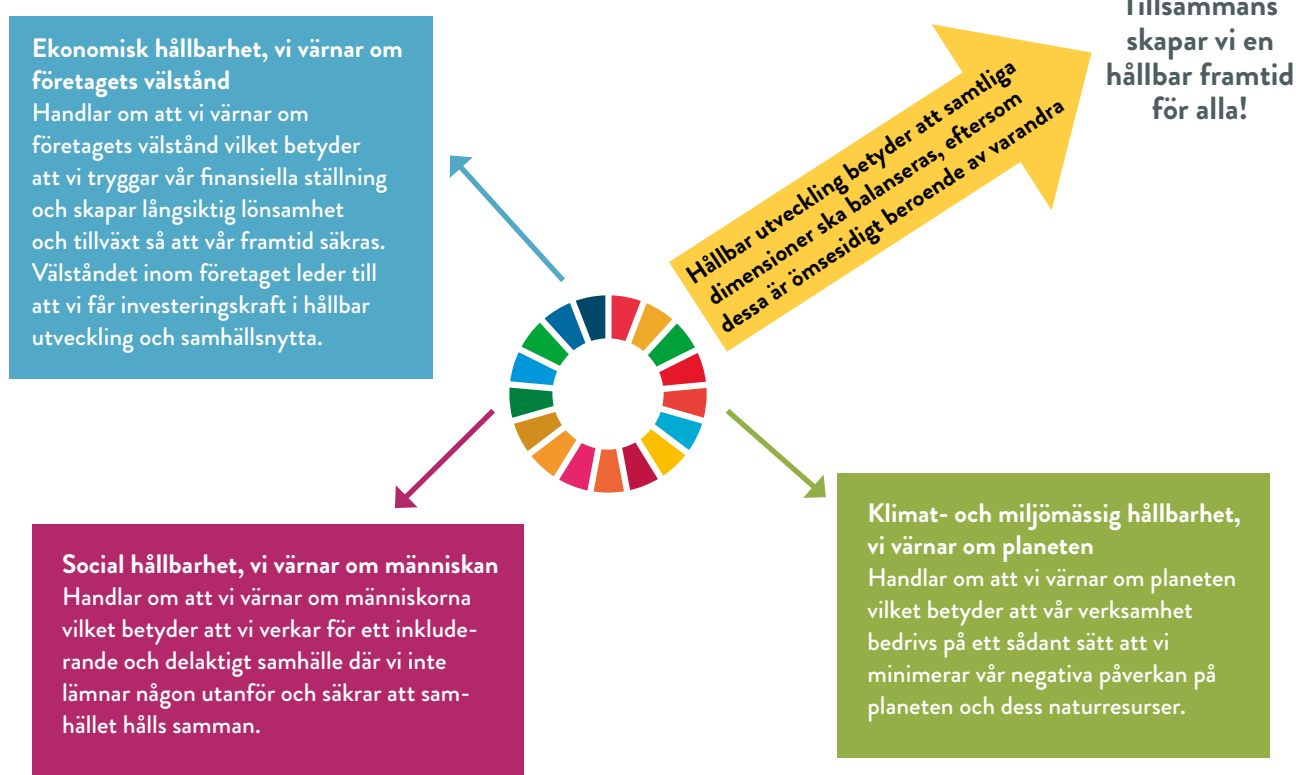 Ekonomisk hållbarhet, vi värnar om
företagets välstånd
Handlar om att vi värnar om
företagets välstånd vilket betyder
att vi tryggar vår finansiella ställning
och skapar långsiktig lönsamhet
och tillväxt så att vår framtid säkras.
Välståndet inom företaget leder till
att vi får investeringskraft i hållbar
utveckling och samhällsnytta.
Hållbar utveckling betyder att samtliga
dimensioner ska balanseras, eftersom
dessa är ömsesidigt beroende av varandra
Tillsammans
skapar vi en
hållbar framtid
för alla!
Social hållbarhet, vi värnar om människan
Handlar om att vi värnar om människorna
vilket betyder att vi verkar för ett inklude-
rande och delaktigt samhälle där vi inte
lämnar någon utanför och säkrar att sam-
hället hålls samman.
Klimat- och miljömässig hållbarhet,
vi värnar om planeten
Handlar om att vi värnar om planeten
vilket betyder att vår verksamhet
bedrivs på ett sådant sätt att vi
minimerar vår negativa påverkan på
planeten och dess naturresurser.